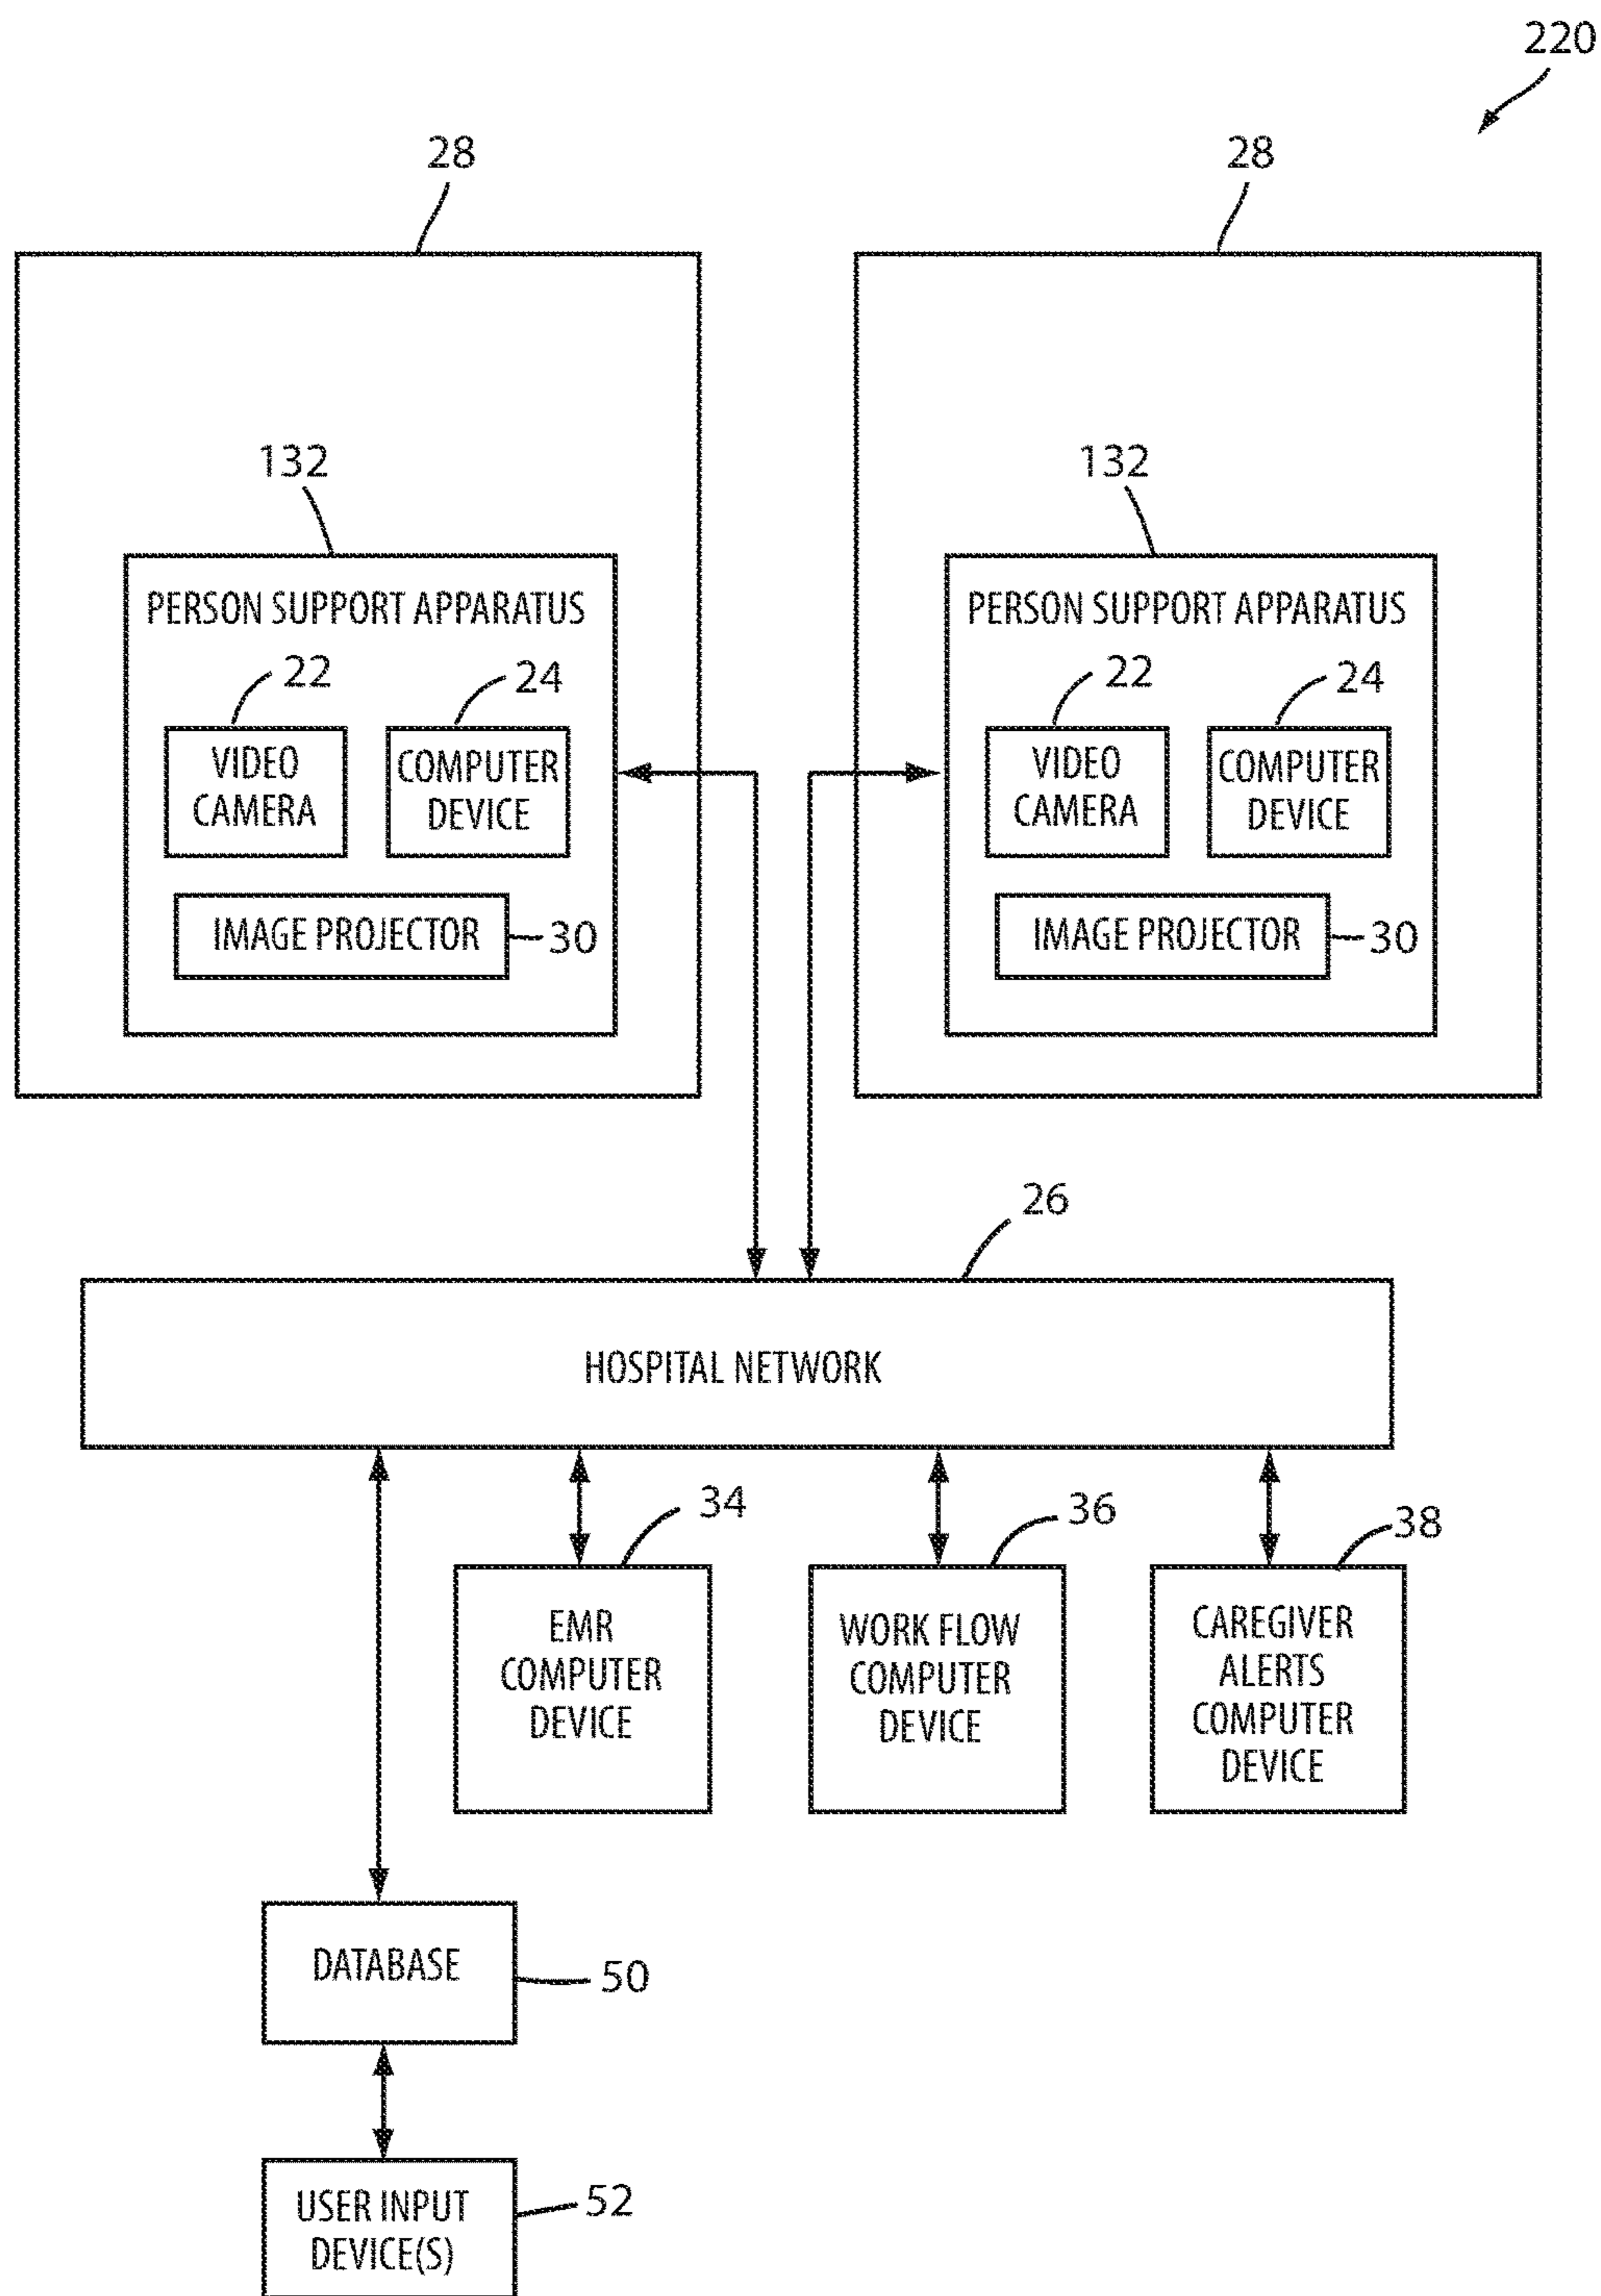 220
28
28
132
132
PERSON SUPPORT APPARATUS
PERSON SUPPORT APPARATUS
22
24
22
24
VIDEO
CAMERA
COMPUTER
DEVICE
VIDEO
CAMERA
COMPUTER
DEVICE
IMAGE PROJECTOR
30
IMAGE PROJECTOR
30
26
HOSPITAL NETWORK
34
36
38
EMR
COMPUTER
DEVICE
WORK FLOW
COMPUTER
DEVICE
CAREGIVER
ALERTS
COMPUTER
DEVICE
DATABASE
50
USER INPUT
DEVICE(S)
52